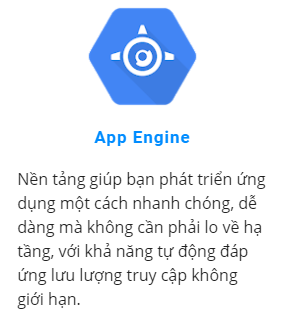 App Engine
Nền tảng giúp bạn phát triển ứng
dụng một cách nhanh chóng, dễ
dàng mà không cần phải lo về hạ
tầng, với khả năng tự động đáp
ứng lưu lượng truy cập không
giới hạn.